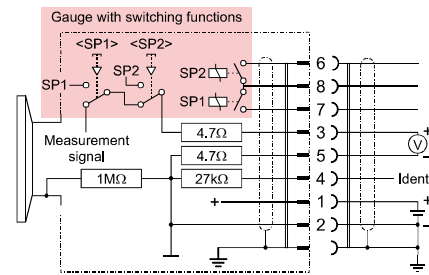 Gauge with switching functions
<SP1> <SP2>
SP1 SP2 SP2 6
SP1 8
7
Measurement signal
4.7Ω 3 +
V
4.7Ω 5 -
1MΩ 27kΩ 4 Ident
+ 1 +
2 -